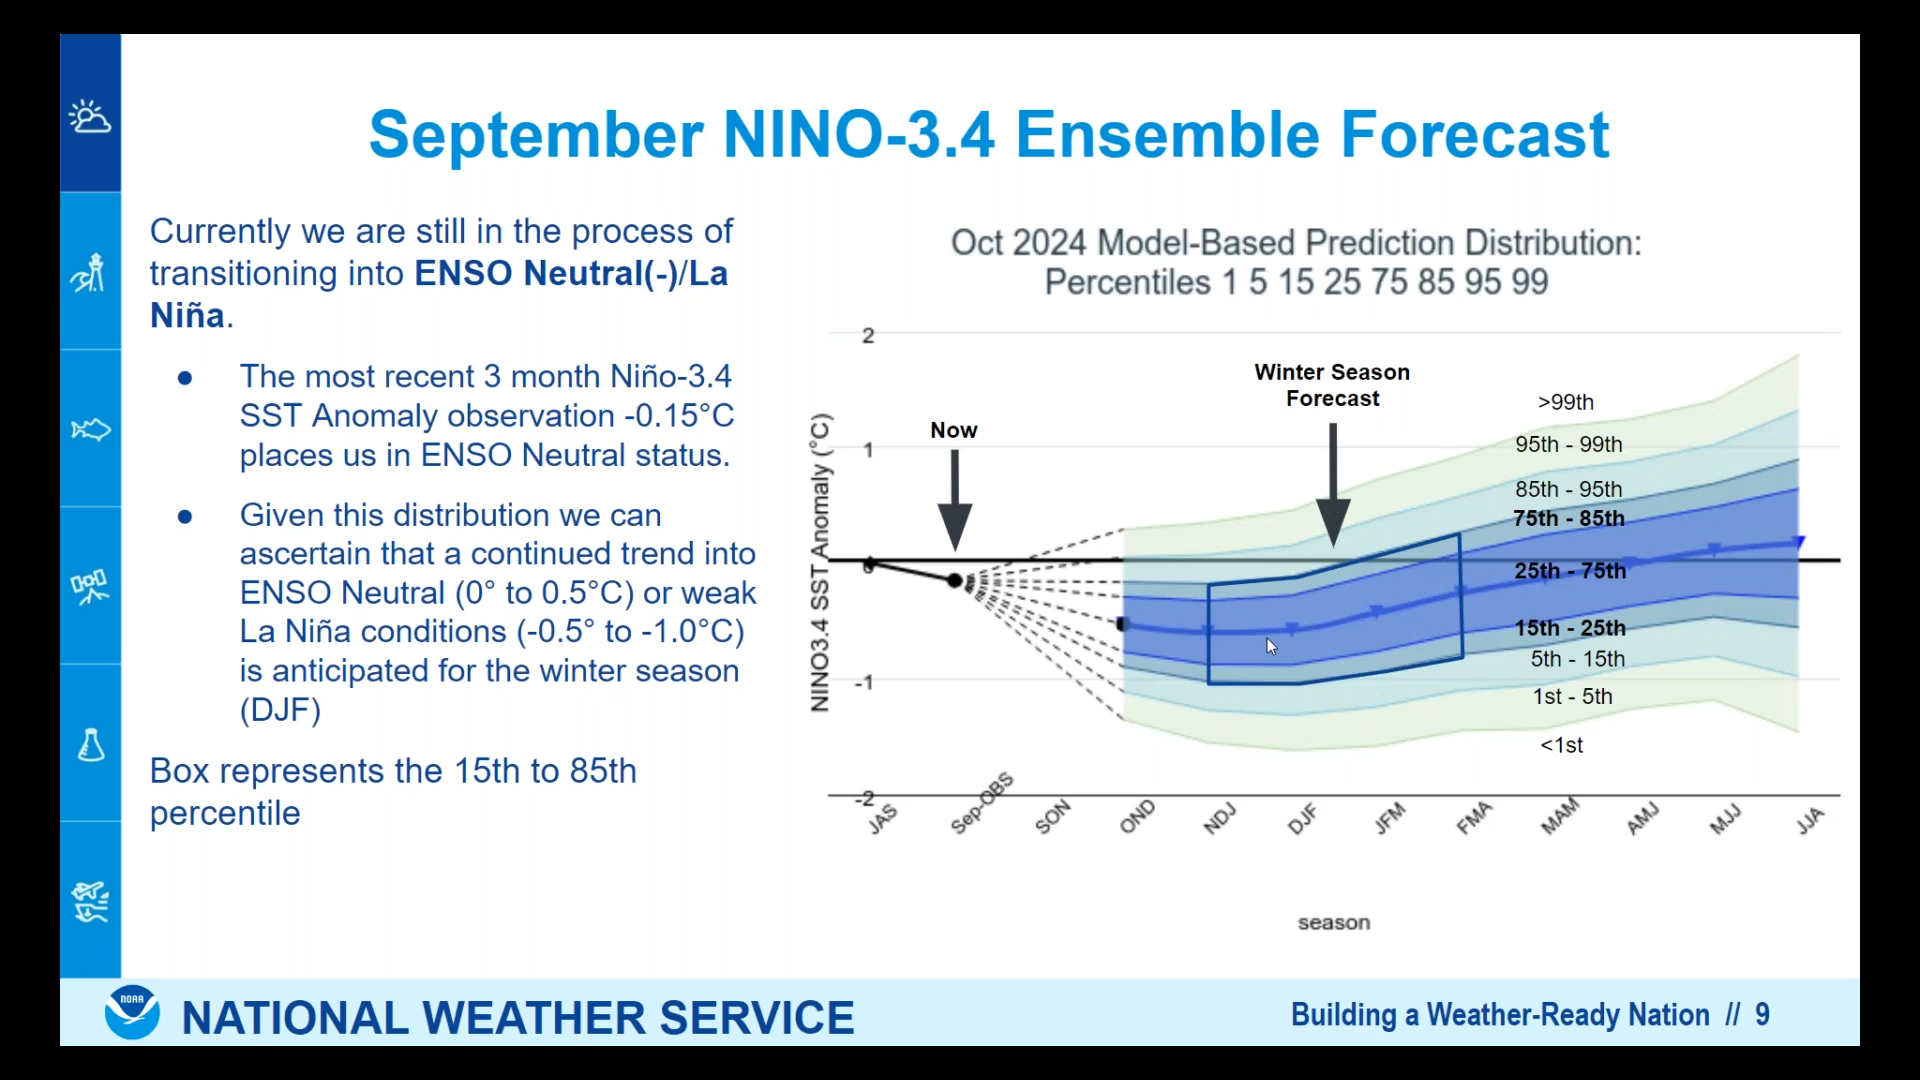 September NINO-3.4 Ensemble Forecast
Currently we are still in the process of
transitioning into ENSO Neutral(-)/La
Niña.
● The most recent 3 month Niño-3.4
SST Anomaly observation -0.15°C
places us in ENSO Neutral status.
● Given this distribution we can
ascertain that a continued trend into
ENSO Neutral (0° to 0.5°C) or weak
La Niña conditions (-0.5° to -1.0°C)
is anticipated for the winter season
(DJF)
Box represents the 15th to 85th
percentile
Oct 2024 Model-Based Prediction Distribution:
Percentiles 1 5 15 25 75 85 95 99
NINO3.4 SST Anomaly (°C)
2
1
0
-1
-2
Now
Winter Season
Forecast
>99th
95th - 99th
85th - 95th
75th - 85th
25th - 75th
15th - 25th
5th - 15th
1st - 5th
<1st
JAS
Sep-OBS
SON
OND
NDJ
DJF
JFM
FMA
MAM
AMJ
MJJ
JJA
season
NOAA
NATIONAL WEATHER SERVICE
Building a Weather-Ready Nation // 9